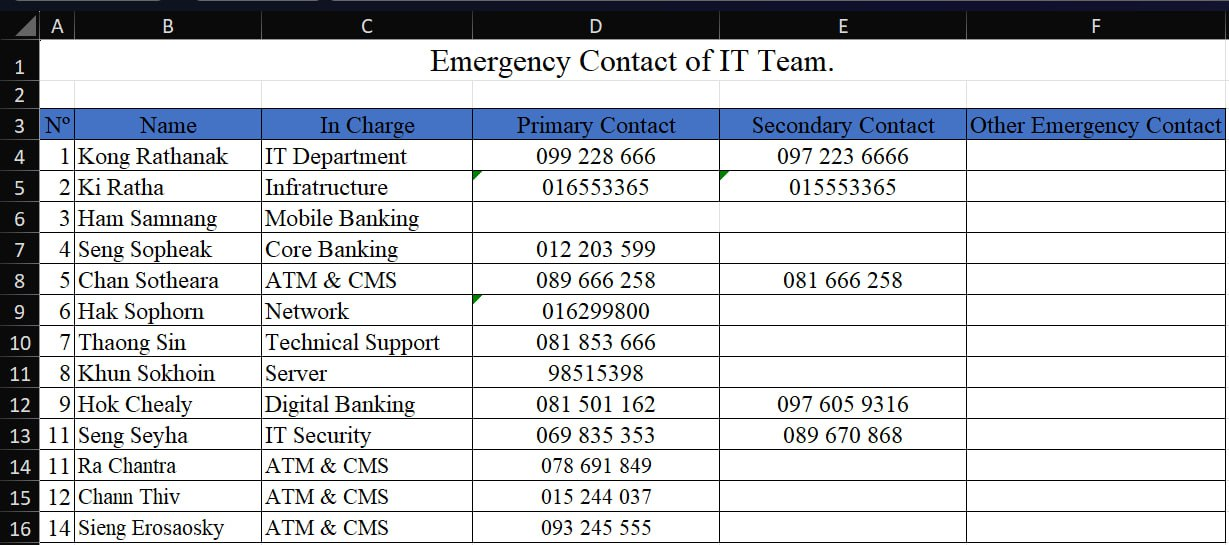 A B C D E F
1 Emergency Contact of IT Team.
2
3 Nº Name In Charge Primary Contact Secondary Contact Other Emergency Contact
4 1 Kong Rathanak IT Department 099 228 666 097 223 6666
5 2 Ki Ratha Infratructure 016553365 015553365
6 3 Ham Samnang Mobile Banking
7 4 Seng Sopheak Core Banking 012 203 599
8 5 Chan Sotheara ATM & CMS 089 666 258 081 666 258
9 6 Hak Sophorn Network 016299800
10 7 Thaong Sin Technical Support 081 853 666
11 8 Khun Sokhoin Server 98515398
12 9 Hok Chealy Digital Banking 081 501 162 097 605 9316
13 11 Seng Seyha IT Security 069 835 353 089 670 868
14 11 Ra Chantra ATM & CMS 078 691 849
15 12 Chann Thiv ATM & CMS 015 244 037
16 14 Sieng Erosaosky ATM & CMS 093 245 555